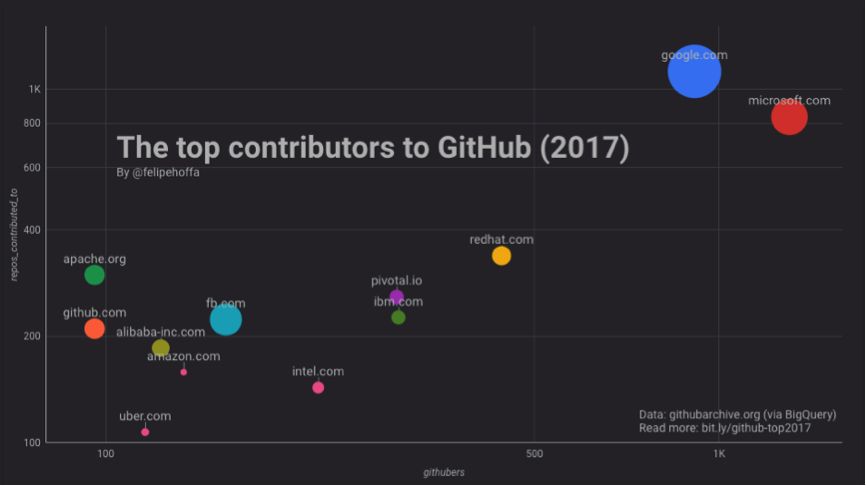 google.com
microsoft.com
1K
800
The top contributors to GitHub (2017)
By @felipehoffa
600
repos_contributed_to
400
redhat.com
apache.org
pivotal.io
ibm.com
fb.com
github.com
alibaba-inc.com
200
amazon.com
intel.com
uber.com
Data: githubarchive.org (via BigQuery)
Read more: bit.ly/github-top2017
100
100 500 1K
githubers